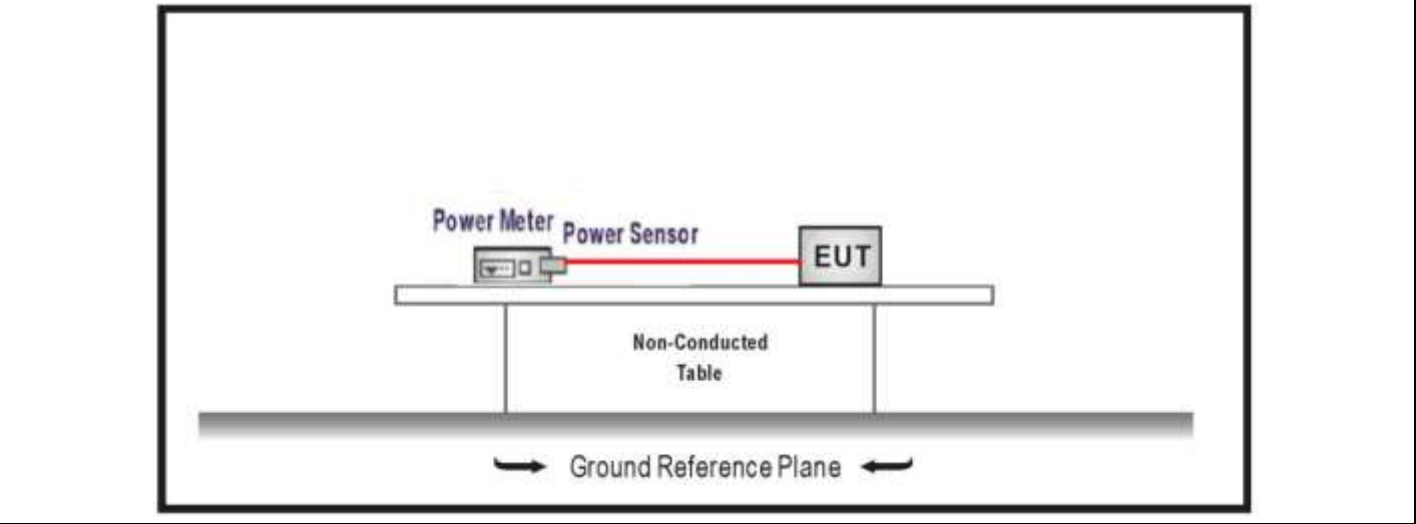 Power Meter
Power Sensor
EUT
Non-Conducted
Table
Ground Reference Plane